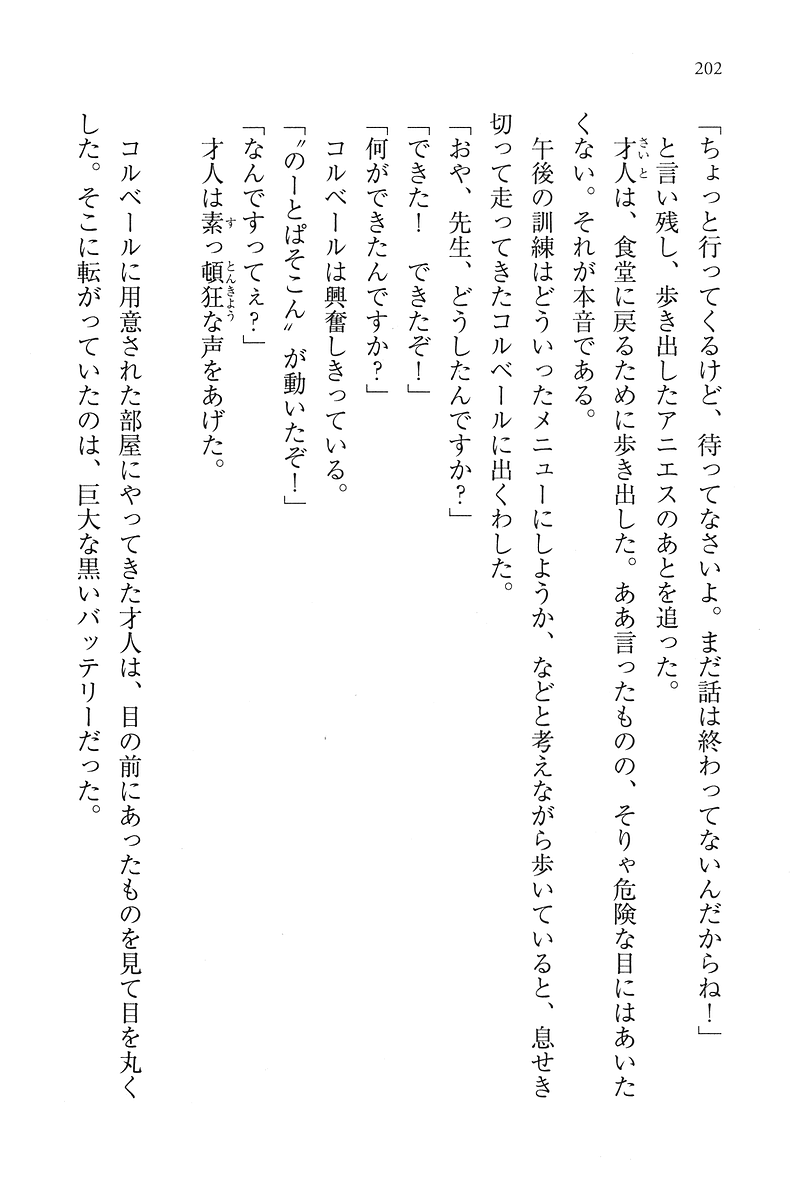 202
「ちょっと行ってくるけど、待ってなさいよ。まだ話は終わってないんだからね！」
と言い残し、歩き出したアニエスのあとを追った。
才人は、食堂に戻るために歩き出した。ああ言ったものの、そりゃ危険な目にはあいた
くない。それが本音である。
午後の訓練はどういったメニューにしようか、などと考えながら歩いていると、息せき
切って走ってきたコルベールに出くわした。
「おや、先生、どうしたんですか？」
「できた！　できたぞ！」
「何ができたんですか？」
コルベールは興奮しきっている。
「〝のーとぱそこん〟が動いたぞ！」
「なんですってぇ？」
才人は素っ頓狂な声をあげた。
コルベールに用意された部屋にやってきた才人は、目の前にあったものを見て目を丸く
した。そこに転がっていたのは、巨大な黒いバッテリーだった。